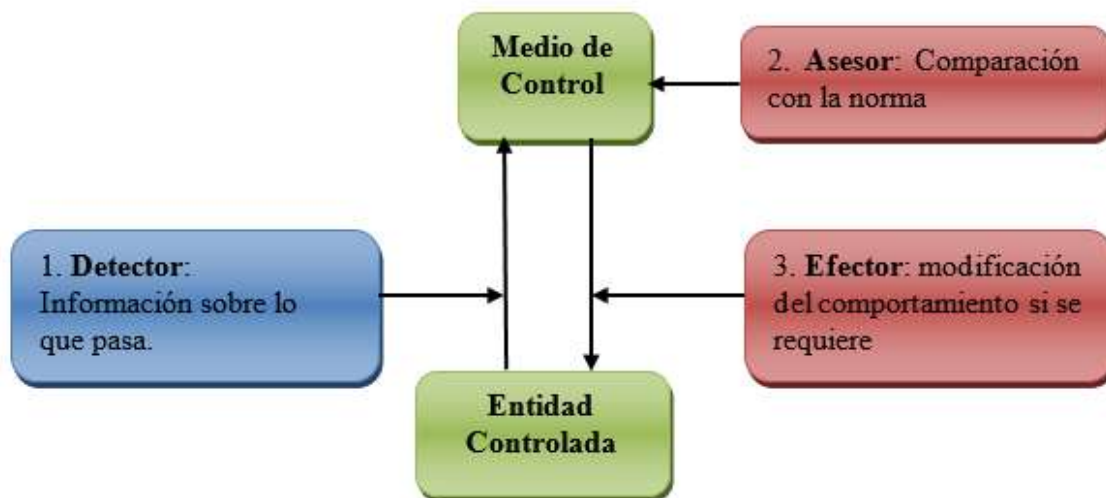 Medio de
Control
2. Asesor: Comparación
con la norma
1. Detector:
Información sobre lo
que pasa.
3. Efector: modificación
del comportamiento si se
requiere
Entidad
Controlada